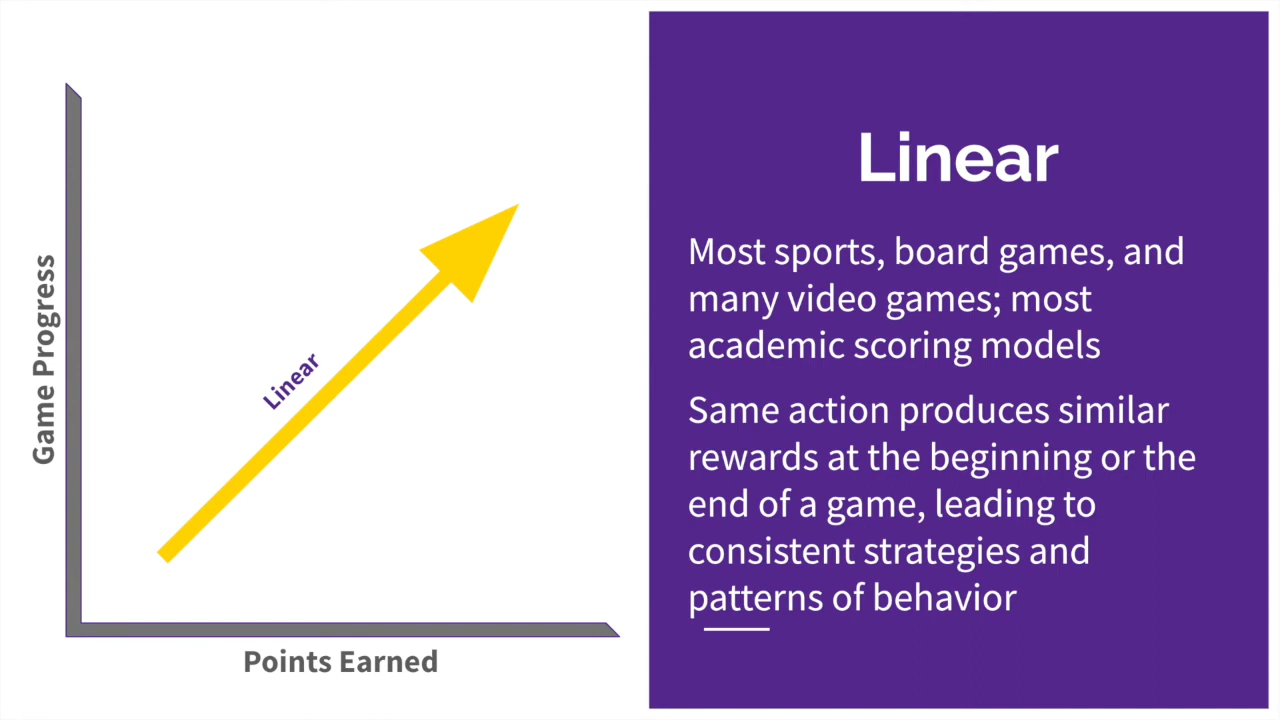 Game Progress
Linear
Points Earned
Linear
Most sports, board games, and
many video games; most
academic scoring models
Same action produces similar
rewards at the beginning or the
end of a game, leading to
consistent strategies and
patterns of behavior